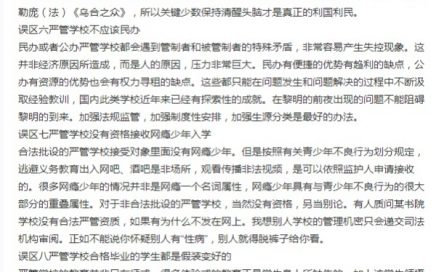 勒庞（法）《乌合之众》，所以关键少数保持清醒头脑才是真正的利国利民。
误区六严管学校不应该民办
民办或者公办严管学校都会遇到管制者和被管制者的特殊矛盾，非常容易产生失控现象。这
并非经济原因所造成，而是人的原因，压力非常巨大。民办有便捷的优势有趋利的缺点，公
办有资源的优势也会有权力寻租的缺点。这些都只能在问题发生和问题解决的过程中不断汲
取经验教训，国内此类学校近年来已经有探索性的成就。在黎明的前夜出现的问题不能阻碍
黎明的到来。加强法规监管，加强制度安排，加强生源分类是最好的办法。
误区七严管学校没有资格接收网瘾少年入学
合法批设的严管学校接受对象里面没有网瘾少年。但是按照有关青少年不良行为划分规定，
逃避义务教育出入网吧、酒吧是非场所，观看传播非法视频，是可以依照监护人申请接收
的。很多网瘾少年的情况并非是网瘾一个名词属性，网瘾少年具有与青少年不良行为的很大
部分的重叠属性。对于非合法批设的严管学校，当然没有资格，另当别论。有人质问某书院
学校没有合法严管资质，如果有为什么不发在网上。我想别人学校的管理机密只会递交司法
机构审阅。正如不能说你怀疑别人有“性病”，别人就得脱裤子给你看。
误区八严管学校合格毕业的学生都是假装变好的